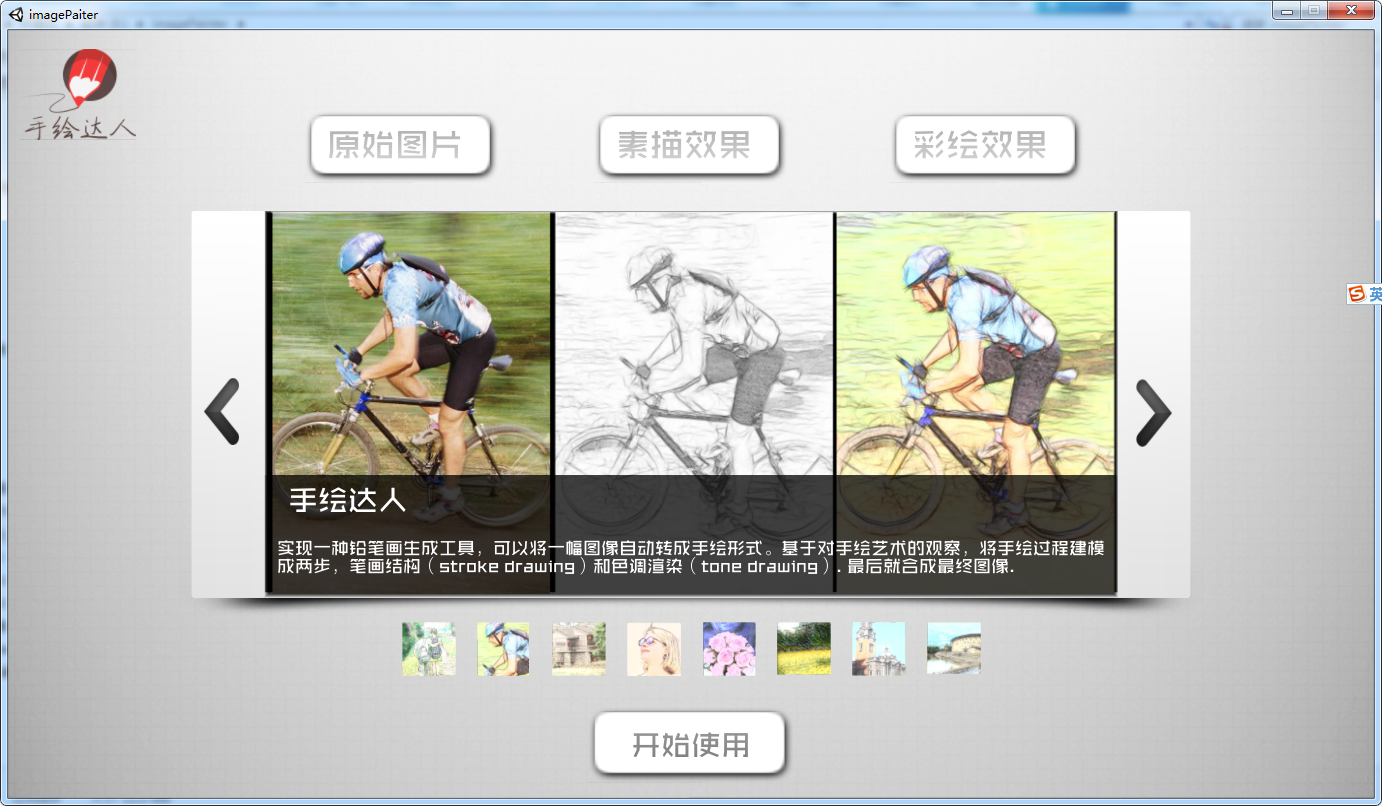 imagePaiter
手绘达人
原始图片
素描效果
彩绘效果
英
手绘达人
实现一种铅笔画生成工具，可以将一幅图像自动转成手绘形式。基于对手绘艺术的观察，将手绘过程建模
成两步，笔画结构（stroke drawing）和色调渲染（tone drawing）. 最后就合成最终图像.
开始使用